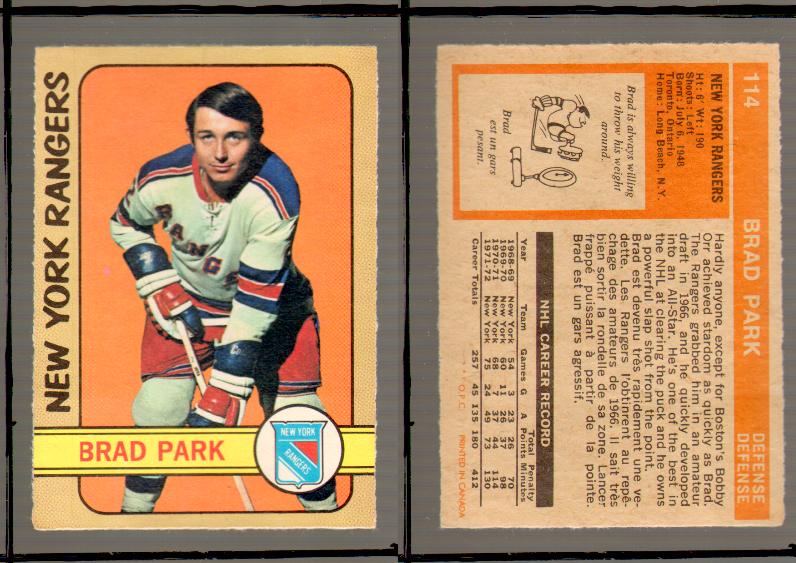 NEW YORK RANGERS
BRAD PARK
NEW YORK
RANGERS
114
BRAD PARK
DEFENSE
DEFENSE
NEW YORK RANGERS
Ht: 6' Wt: 190
Shoots: Left
Born: July 6, 1948
Toronto, Ontario
Home: Long Beach, N.Y.
Brad is always willing
to throw his weight
around.
Brad
est un gars
pesant.
Hardly anyone, except for Boston's Bobby
Orr achieved stardom as quickly as Brad.
The Rangers grabbed him in an amateur
draft in 1966, and he quickly developed
into an All-Star. He's one of the best in
the NHL at clearing the puck and he owns
a powerful slap shot from the point.
Brad est devenu très rapidement une ve-
dette. Les Rangers l'obtinrent au repê-
chage des amateurs de 1966. Il sait très
bien sortir la rondelle de sa zone. Lancer
frappé puissant à partir de la pointe.
Brad est un gars agressif.
NHL CAREER RECORD
Total Penalty
Year Team Games G A Points Minutes
1968-69 New York 54 3 23 26 70
1969-70 New York 60 11 26 37 98
1970-71 New York 68 7 37 44 114
1971-72 New York 75 24 49 73 130
Career Totals 257 45 135 180 412
* * O.P.C. PRINTED IN CANADA